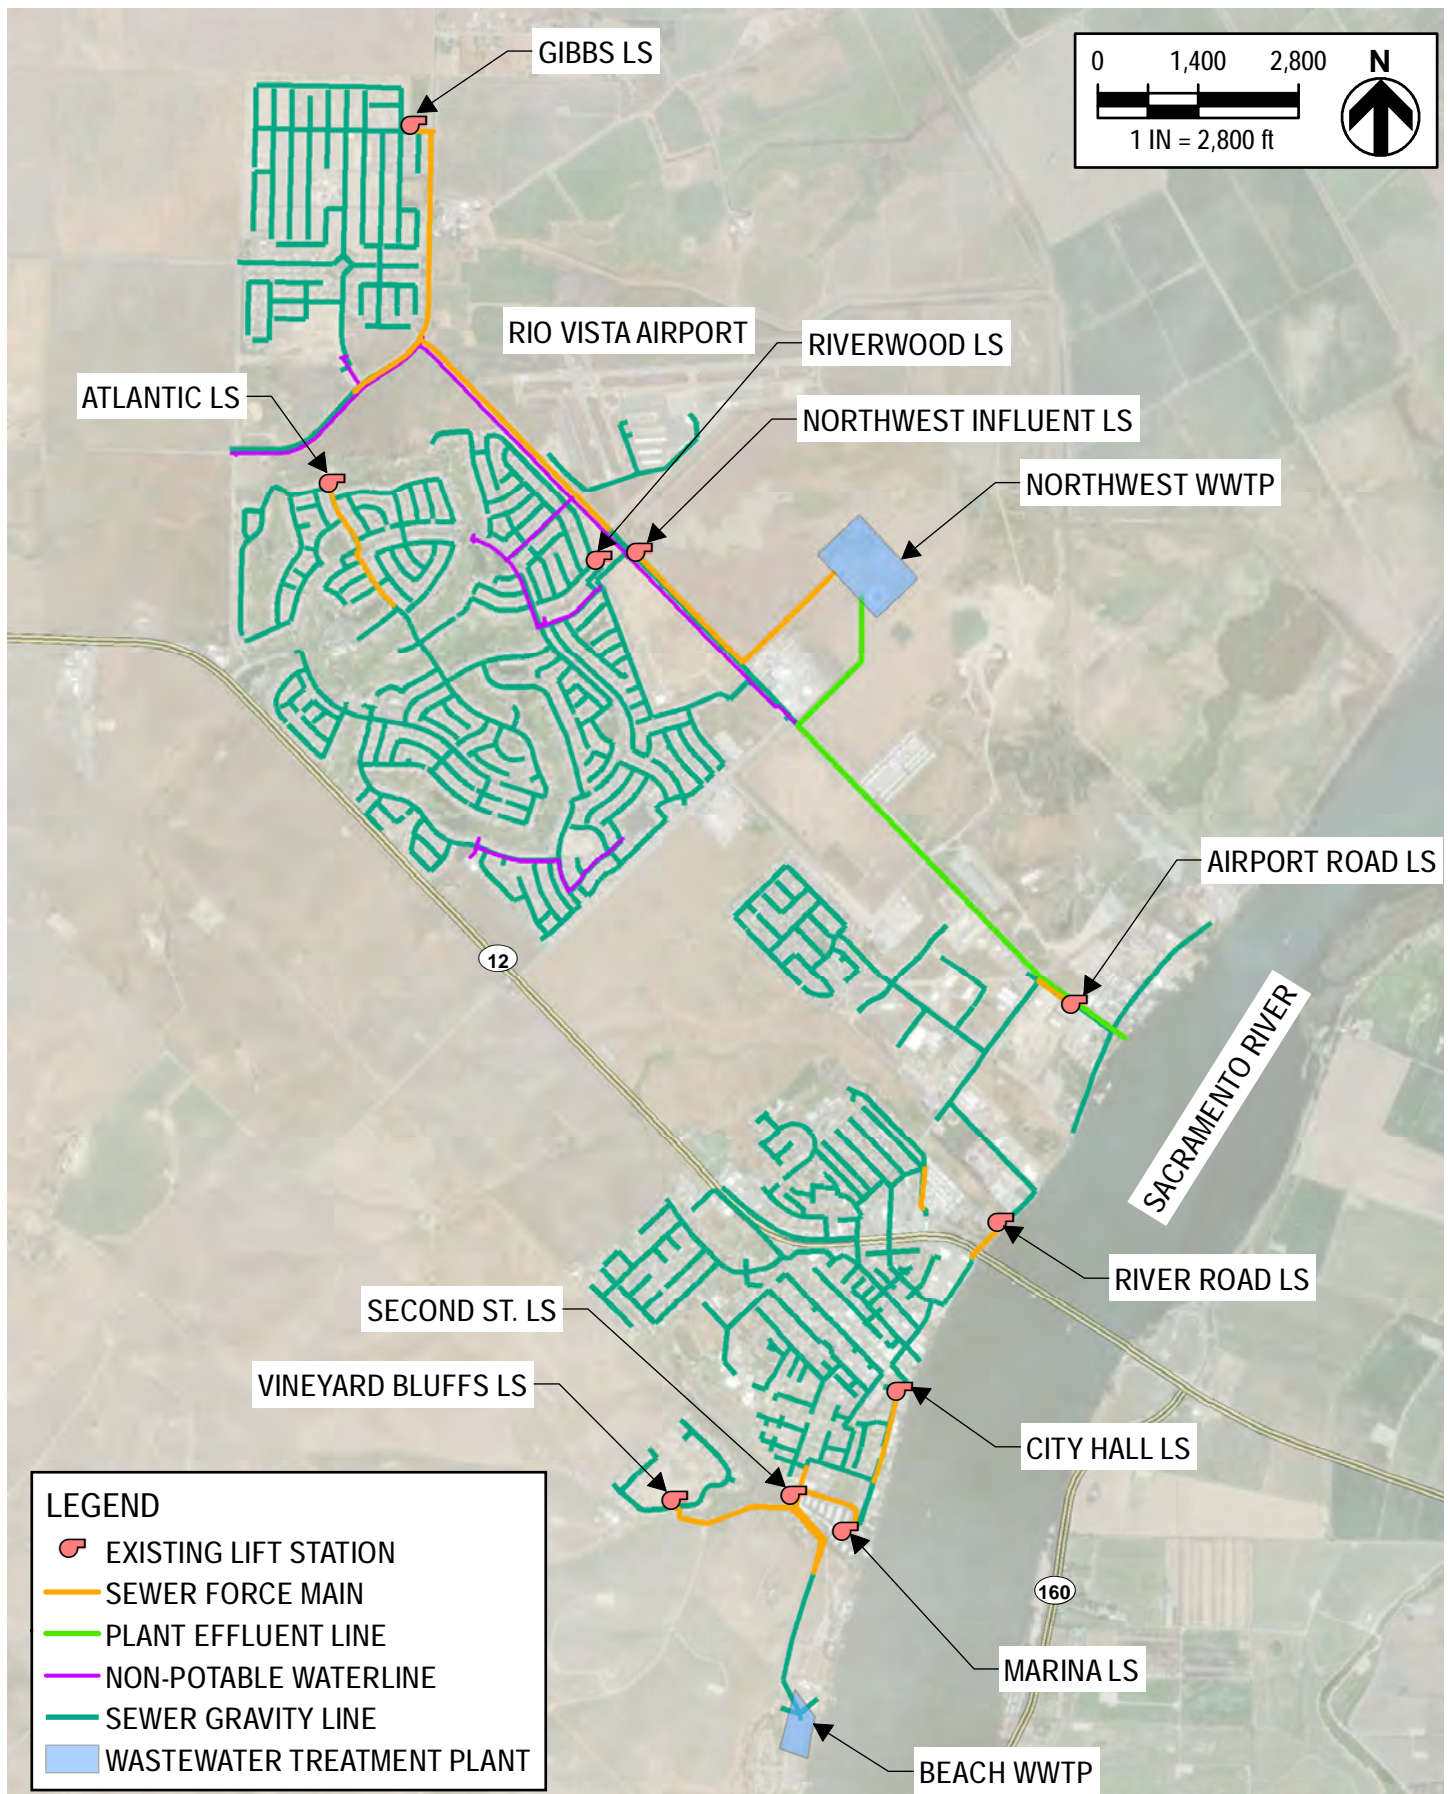 GIBBS LS
0 1,400 2,800
N
1 IN = 2,800 ft
RIO VISTA AIRPORT
RIVERWOOD LS
ATLANTIC LS
NORTHWEST INFLUENT LS
NORTHWEST WWTP
AIRPORT ROAD LS
12
SACRAMENTO RIVER
RIVER ROAD LS
SECOND ST. LS
VINEYARD BLUFFS LS
CITY HALL LS
160
MARINA LS
BEACH WWTP
LEGEND
EXISTING LIFT STATION
SEWER FORCE MAIN
PLANT EFFLUENT LINE
NON-POTABLE WATERLINE
SEWER GRAVITY LINE
WASTEWATER TREATMENT PLANT